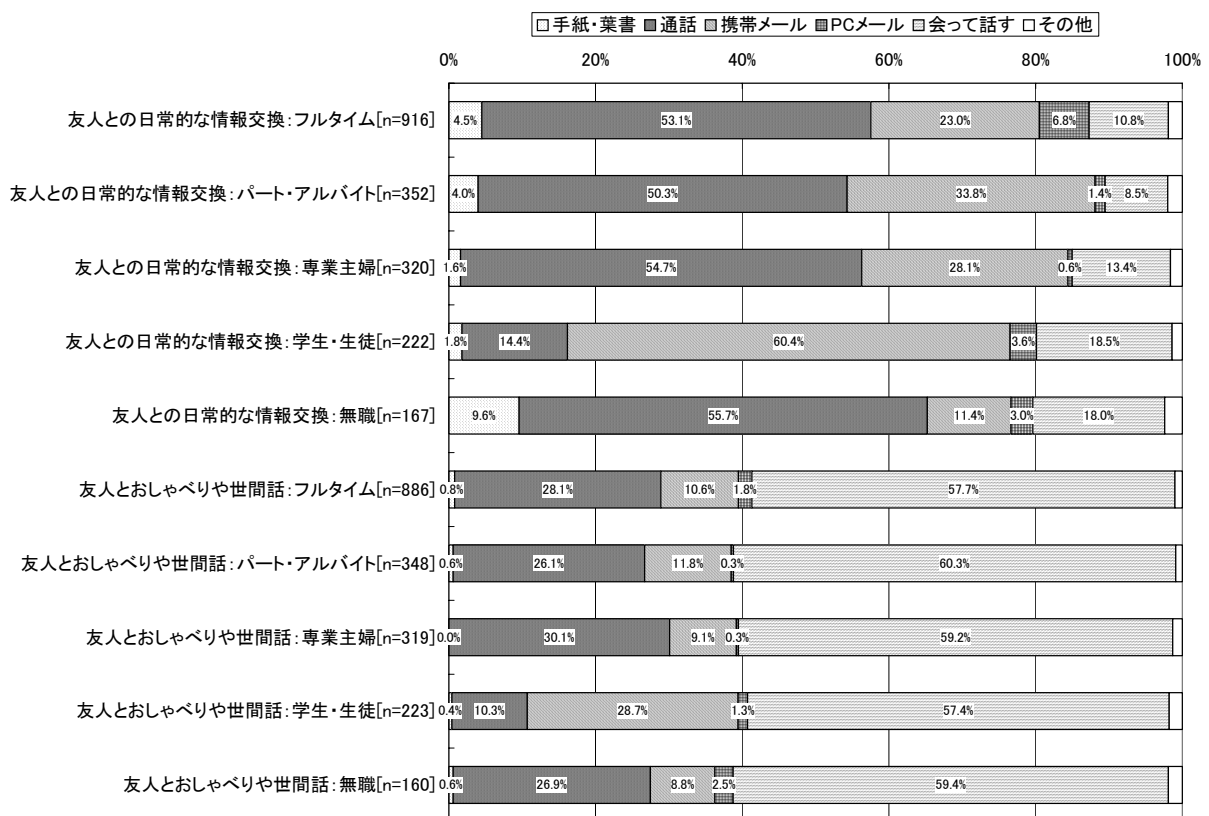 手紙・葉書 通話 携帯メール PCメール 会って話す その他
0% 20% 40% 60% 80% 100%
友人との日常的な情報交換:フルタイム[n=916] 4.5% 53.1% 23.0% 6.8% 10.8%
友人との日常的な情報交換:パート・アルバイト[n=352] 4.0% 50.3% 33.8% 1.4% 8.5%
友人との日常的な情報交換:専業主婦[n=320] 1.6% 54.7% 28.1% 0.6% 13.4%
友人との日常的な情報交換:学生・生徒[n=222] 1.8% 14.4% 60.4% 3.6% 18.5%
友人との日常的な情報交換:無職[n=167] 9.6% 55.7% 11.4% 3.0% 18.0%
友人とおしゃべりや世間話:フルタイム[n=886] 0.8% 28.1% 10.6% 1.8% 57.7%
友人とおしゃべりや世間話:パート・アルバイト[n=348] 0.6% 26.1% 11.8% 0.3% 60.3%
友人とおしゃべりや世間話:専業主婦[n=319] 0.0% 30.1% 9.1% 0.3% 59.2%
友人とおしゃべりや世間話:学生・生徒[n=223] 0.4% 10.3% 28.7% 1.3% 57.4%
友人とおしゃべりや世間話:無職[n=160] 0.6% 26.9% 8.8% 2.5% 59.4%